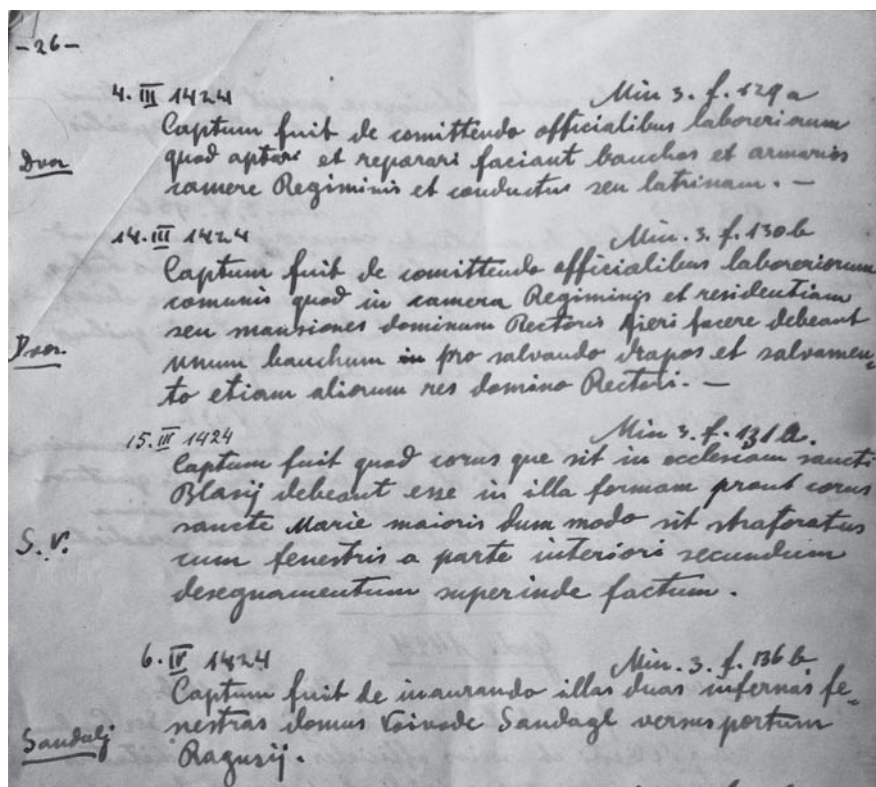 -26-
4. III 1424 Min 3. f. 129 a
Captum fuit de comittendo officialibus laboreriorum
Dvor quod aptari et reparari faciant banchos et armarios
camere Regiminis et conductus seu latrinam. —
14. III 1424 Min. 3. f. 130 b
Captum fuit de comittendo officialibus laboreriorum
comunis quod in camera Regiminis et residentiam
seu mansiones dominum Rectoris fieri facere debeant
Dvor. unum banchum pro salvando drapos et salvamen-
to etiam aliorum res domino Rectori. —
15. III 1424 Min 3. f. 131 a.
Captum fuit quod corus que sit in ecclesiam sancti
Blasij debeant esse in illa formam prout corus
S. V. sancte Marie maioris dum modo sit straforatus
cum fenestris a parte interiori secundum
desegnamentum superinde factum.
6. IV 1424 Min. 3. f. 136 b
Captum fuit de inaurando illas duas infernas fe-
nestras domus Voivode Sandagl versus portum
Sandalj Ragusij.